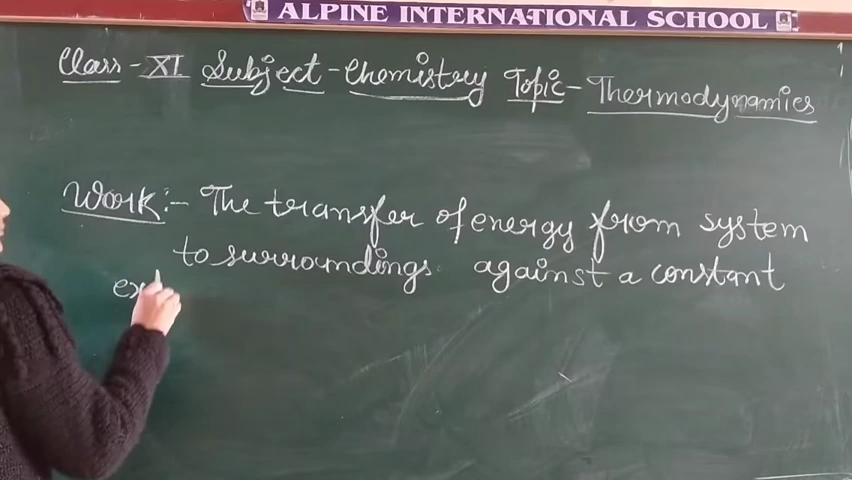 ALPINE INTERNATIONAL SCHOOL
Class - XI Subject - Chemistry Topic - Thermodynamics
Work :- The transfer of energy from system
to surroundings against a constant
ex